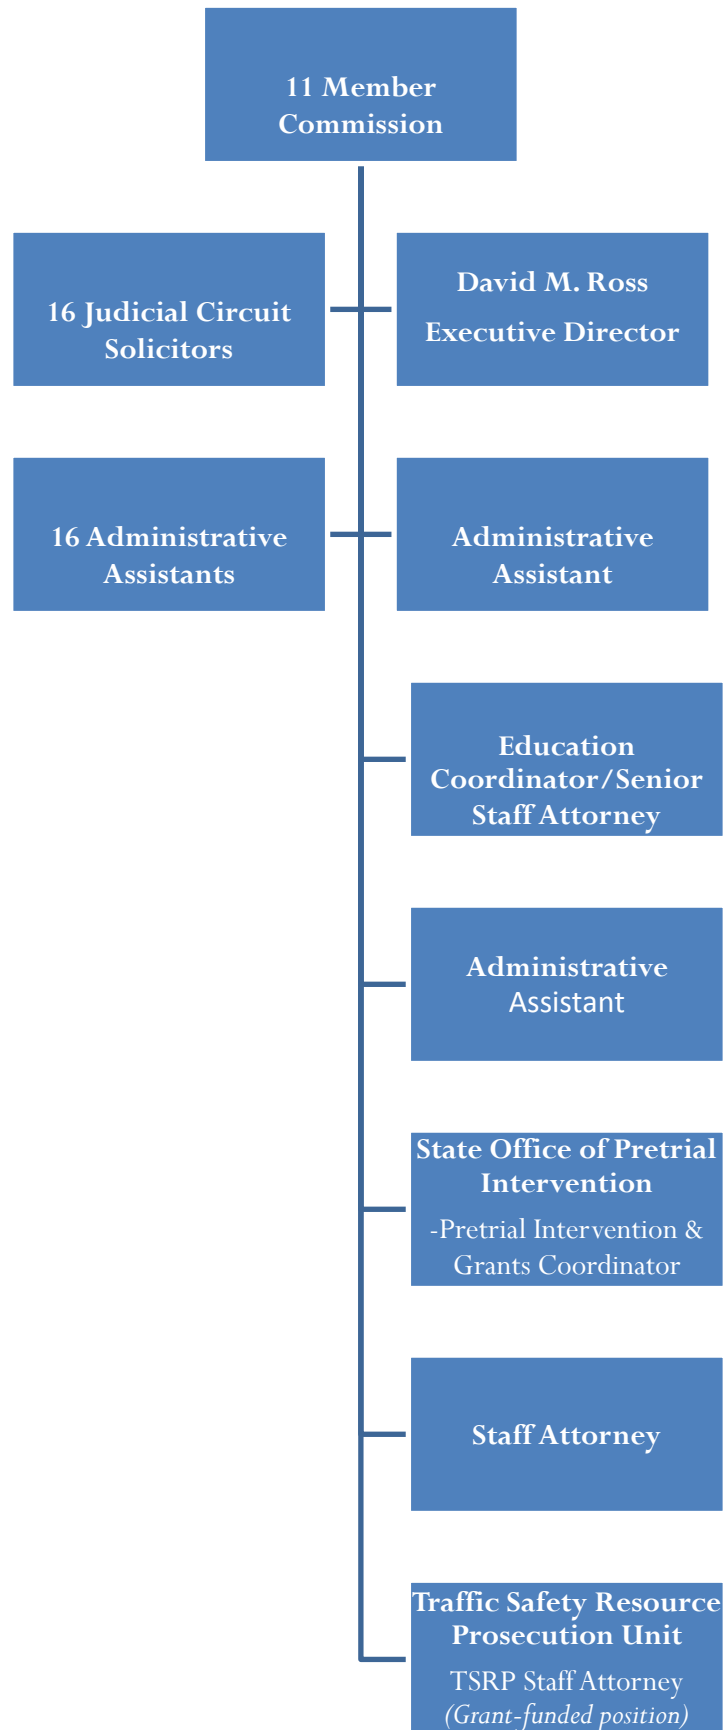 11 Member
Commission
16 Judicial Circuit
Solicitors
David M. Ross
Executive Director
16 Administrative
Assistants
Administrative
Assistant
Education
Coordinator/Senior
Staff Attorney
Administrative
Assistant
State Office of Pretrial
Intervention
-Pretrial Intervention &
Grants Coordinator
Staff Attorney
Traffic Safety Resource
Prosecution Unit
TSRP Staff Attorney
(Grant-funded position)